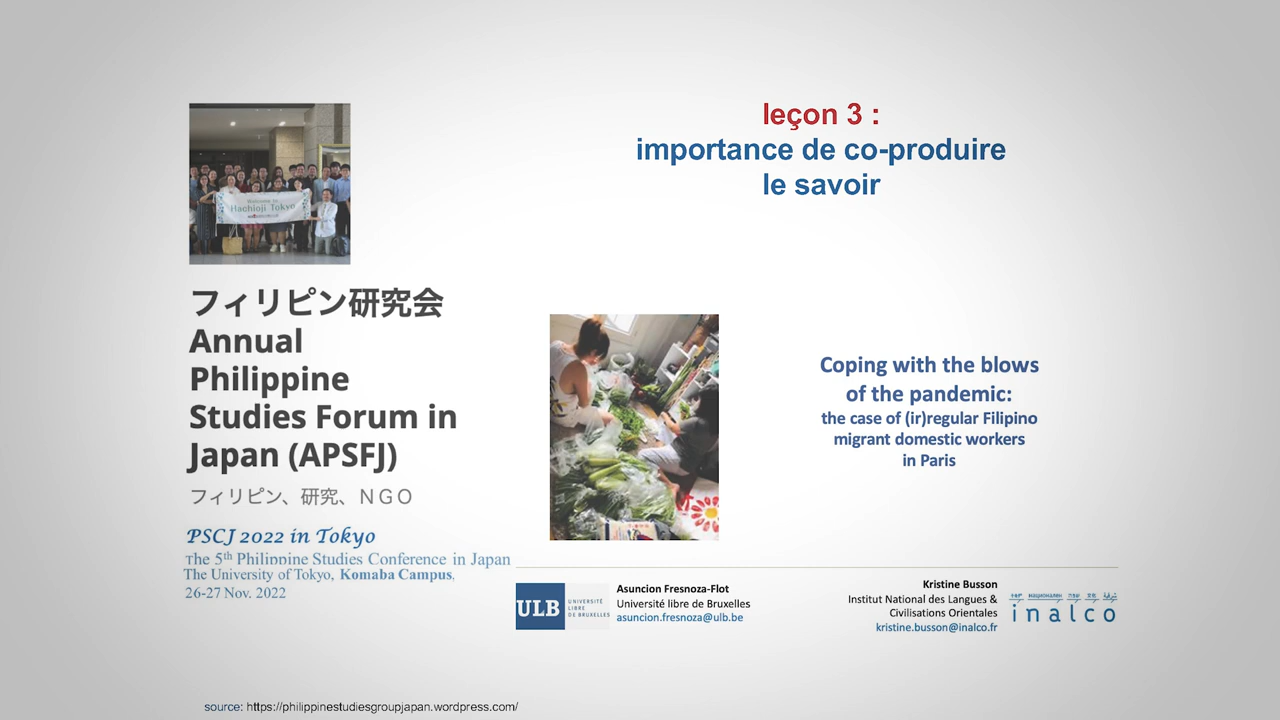 leçon 3 :
importance de co-produire
le savoir
Welcome to
Hachioji Tokyo
フィリピン研究会
Annual
Philippine
Studies Forum in
Japan (APSFJ)
フィリピン、研究、ＮＧＯ
PSCJ 2022 in Tokyo
The 5th Philippine Studies Conference in Japan
The University of Tokyo, Komaba Campus.
26-27 Nov. 2022
Coping with the blows
of the pandemic:
the case of (ir)regular Filipino
migrant domestic workers
in Paris
ULB
UNIVERSITÉ
LIBRE
DE BRUXELLES
Asuncion Fresnoza-Flot
Université libre de Bruxelles
asuncion.fresnoza@ulb.be
Kristine Busson
Institut National des Langues &
Civilisations Orientales
kristine.busson@inalco.fr
inalco
source: https://philippinestudiesgroupjapan.wordpress.com/